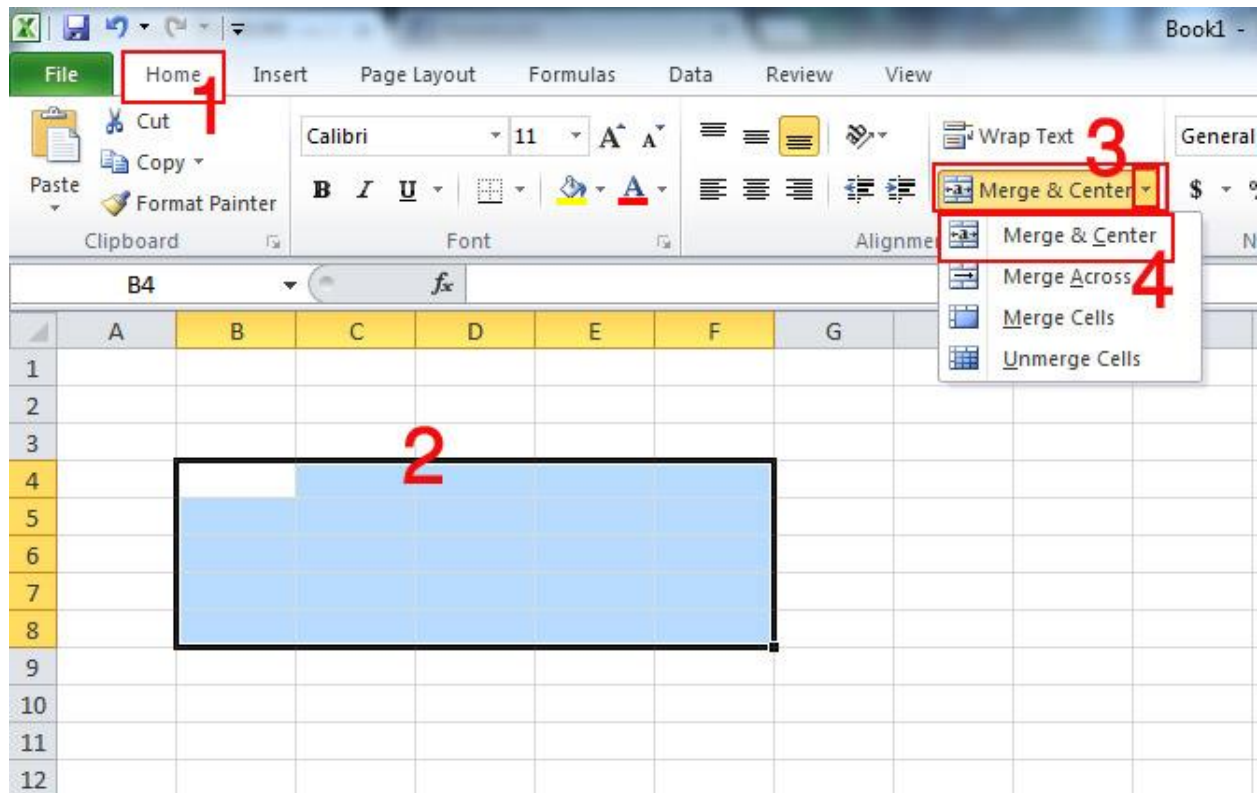 Book1 -
File Home Insert Page Layout Formulas Data Review View
1
Cut
Copy
Format Painter
Paste
Clipboard
Calibri 11 A A
B I U A
Font
Wrap Text
3
Merge & Center
Alignme
General
$ %
N
Merge & Center
4
Merge Across
Merge Cells
Unmerge Cells
B4 fx
A B C D E F G
1
2
3
2
4
5
6
7
8
9
10
11
12